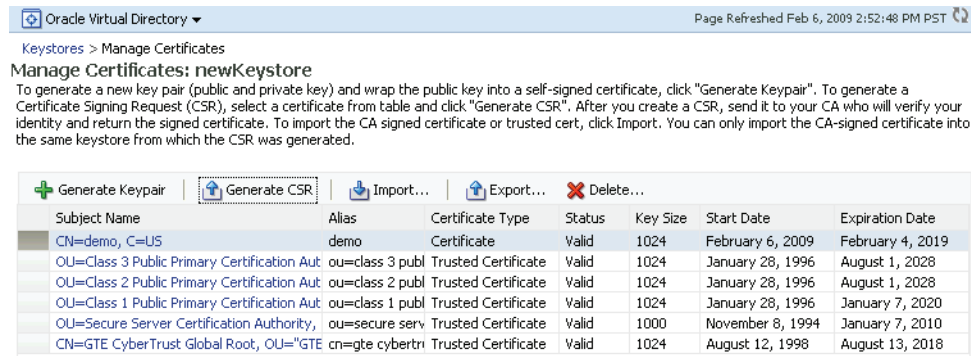 Oracle Virtual Directory
Page Refreshed Feb 6, 2009 2:52:48 PM PST
Keystores > Manage Certificates
Manage Certificates: newKeystore
To generate a new key pair (public and private key) and wrap the public key into a self-signed certificate, click "Generate Keypair". To generate a
Certificate Signing Request (CSR), select a certificate from table and click "Generate CSR". After you create a CSR, send it to your CA who will verify your
identity and return the signed certificate. To import the CA signed certificate or trusted cert, click Import. You can only import the CA-signed certificate into
the same keystore from which the CSR was generated.
Generate Keypair Generate CSR Import... Export... Delete...
Subject Name Alias Certificate Type Status Key Size Start Date Expiration Date
CN=demo, C=US demo Certificate Valid 1024 February 6, 2009 February 4, 2019
OU=Class 3 Public Primary Certification Aut ou=class 3 publ Trusted Certificate Valid 1024 January 28, 1996 August 1, 2028
OU=Class 2 Public Primary Certification Aut ou=class 2 publ Trusted Certificate Valid 1024 January 28, 1996 August 1, 2028
OU=Class 1 Public Primary Certification Aut ou=class 1 publ Trusted Certificate Valid 1024 January 28, 1996 January 7, 2020
OU=Secure Server Certification Authority, ou=secure serv Trusted Certificate Valid 1000 November 8, 1994 January 7, 2010
CN=GTE CyberTrust Global Root, OU="GTE cn=gte cybertru Trusted Certificate Valid 1024 August 12, 1998 August 13, 2018